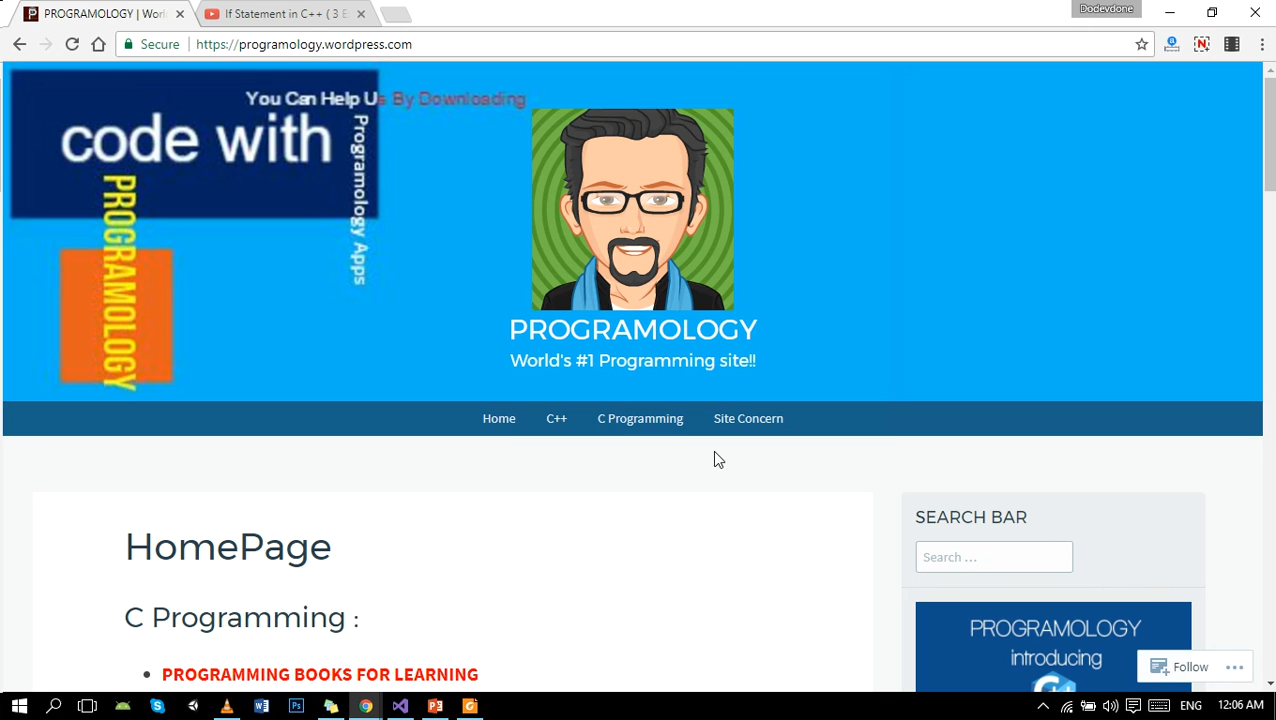 PROGRAMOLOGY | Worl
If Statement in C++ ( 3 E
Dodevdone
Secure
https://programology.wordpress.com
You Can Help Us By Downloading
code with
Programology Apps
PROGRAMOLOGY
PROGRAMOLOGY
World's #1 Programming site!!
Home
C++
C Programming
Site Concern
HomePage
C Programming :
PROGRAMMING BOOKS FOR LEARNING
SEARCH BAR
Search …
PROGRAMOLOGY
introducing
Follow
ENG
12:06 AM